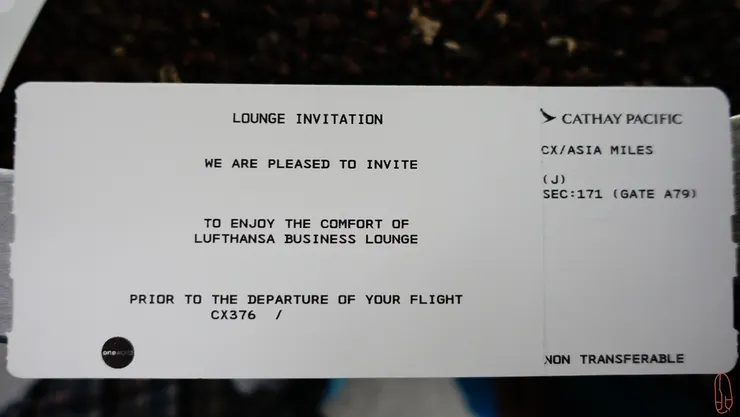 LOUNGE INVITATION
WE ARE PLEASED TO INVITE
TO ENJOY THE COMFORT OF
LUFTHANSA BUSINESS LOUNGE
PRIOR TO THE DEPARTURE OF YOUR FLIGHT
CX376 /
oneworld
CATHAY PACIFIC
CX/ASIA MILES
(J)
SEC:171 (GATE A79)
NON TRANSFERABLE